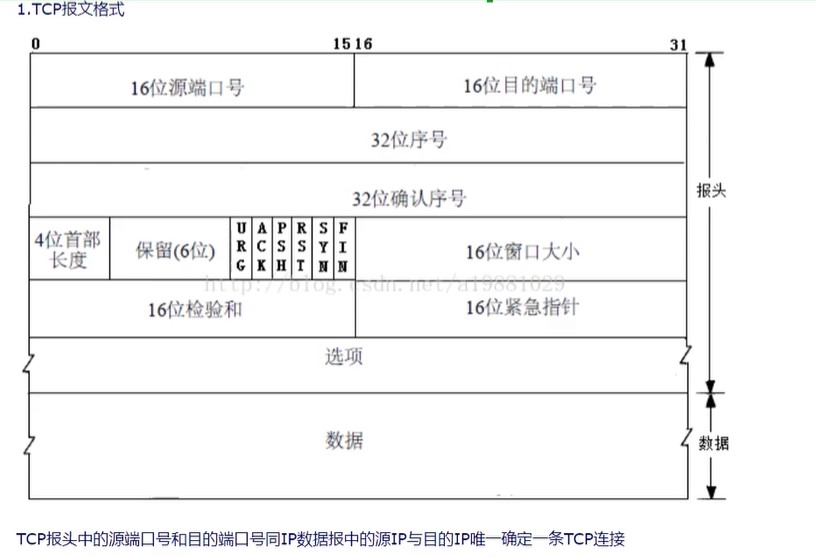 1.TCP报文格式
0 15 16 31
16位源端口号 16位目的端口号
32位序号
32位确认序号
报头
4位首部长度 保留(6位) URG ACK PSH RST SYN FIN 16位窗口大小
http://blog.csdn.net/a19881029
16位检验和 16位紧急指针
选项
数据
数据
TCP报头中的源端口号和目的端口号同IP数据报中的源IP与目的IP唯一确定一条TCP连接